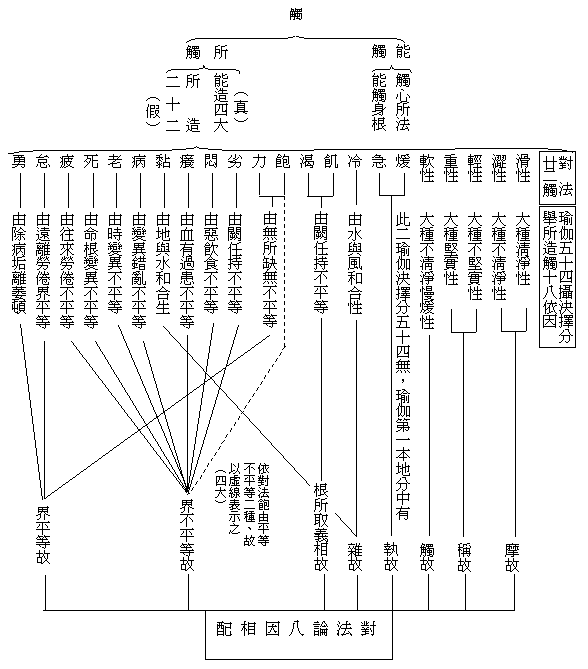 觸
能觸
所觸
觸心所法
能觸身根
能造四大
(真)
所造
二十二
(假)
對法
廿二觸
滑性
澀性
輕性
重性
軟性
煖
急
冷
飢
渴
飽
力
劣
悶
癢
黏
病
老
死
疲
怠
勇
瑜伽五十四攝決擇分
舉所造觸十八依因
大種清淨性
大種不清淨性
大種不堅實性
大種堅實性
大種不清淨慢煖性
此二瑜伽決擇分五十四無,瑜伽第一本地分中有
由水與風和合性
由闕任持不平等
由無所缺無不平等
由闕任持不平等
由惡飲食不平等
由血有過患不平等
由地與水和合生
由變異錯亂不平等
由時變異不平等
由命根變異不平等
由往來勞倦不平等
由遠離勞倦界平等
由除病垢離萎頓
依對法飽由平等
不平等二種、故
以虛線表示之
(四大)
摩故
稱故
觸故
執故
雜故
根所取義相故
界不平等故
界平等故
對法論八因相配